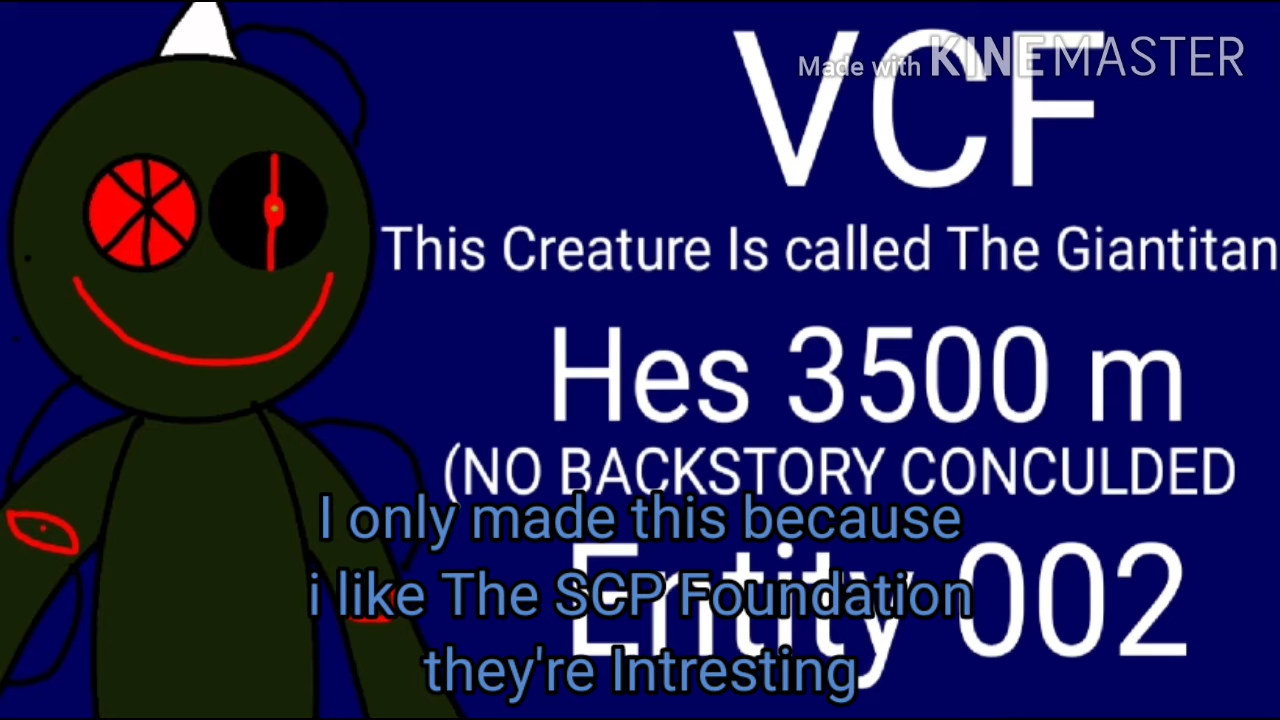 VCF
Made with KINEMASTER
This Creature Is called The Giantitan
Hes 3500 m
(NO BACKSTORY CONCULDED
Entity 002
I only made this because
i like The SCP Foundation
they're Intresting